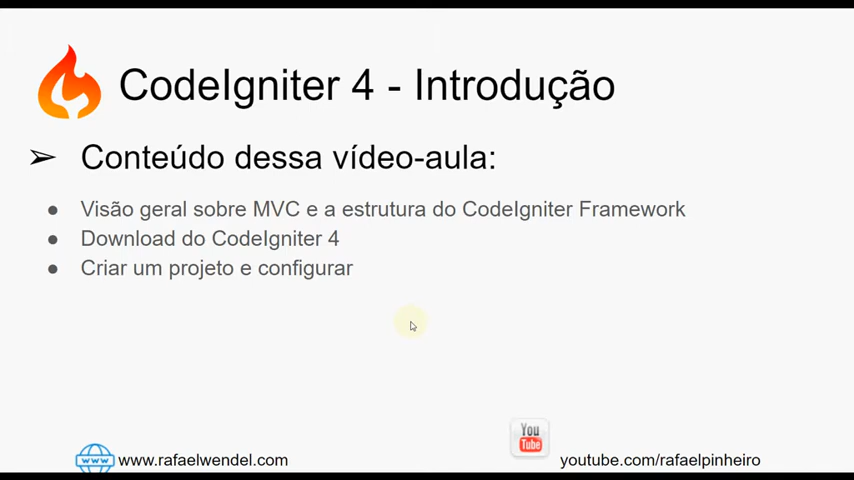 CodeIgniter 4 - Introdução
➢ Conteúdo dessa vídeo-aula:
● Visão geral sobre MVC e a estrutura do CodeIgniter Framework
● Download do CodeIgniter 4
● Criar um projeto e configurar
You
Tube
www
www.rafaelwendel.com
youtube.com/rafaelpinheiro